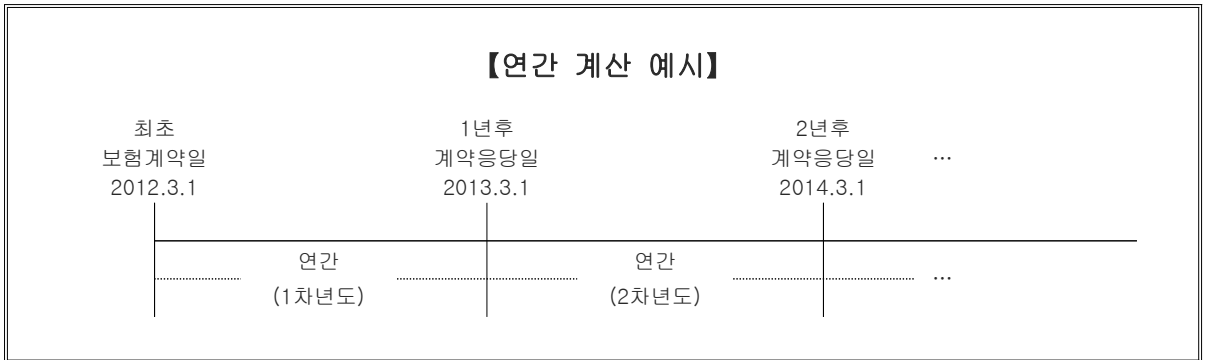 【연간 계산 예시】
최초
보험계약일
2012.3.1
1년후
계약응당일
2013.3.1
2년후
계약응당일
2014.3.1
…
연간
(1차년도)
연간
(2차년도)
…